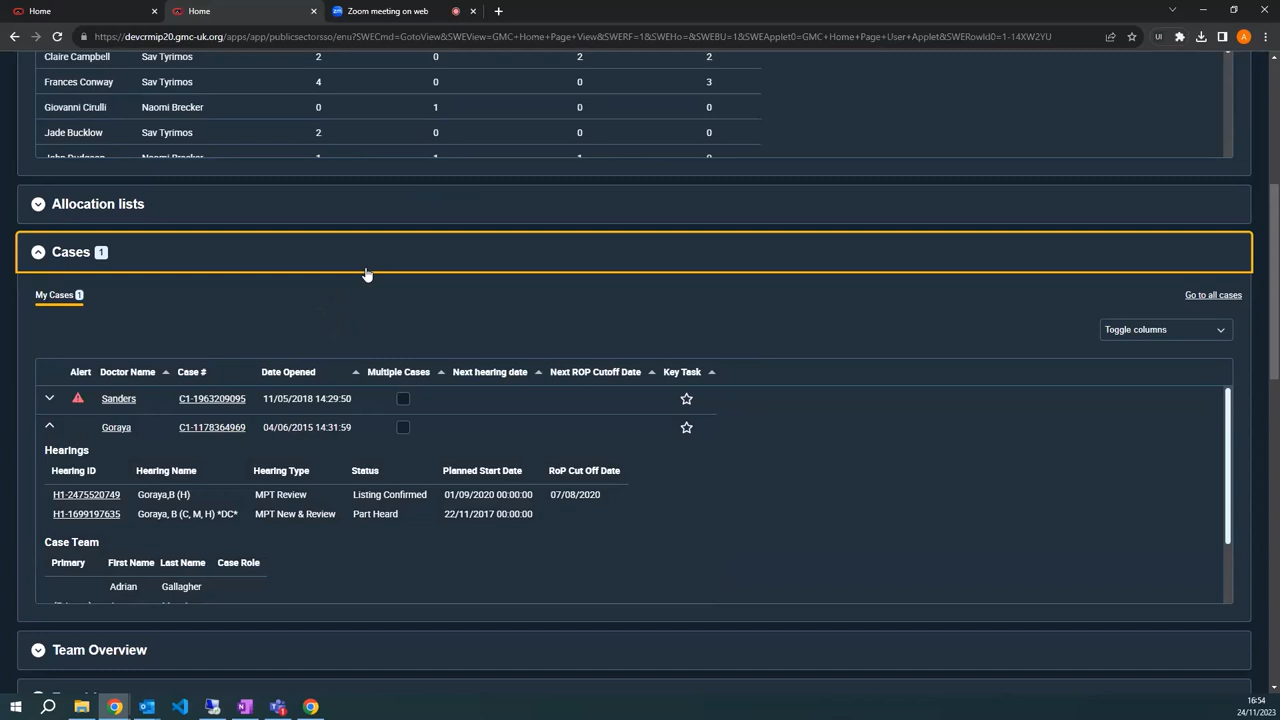 Home
Home
Zoom meeting on web
https://devcrmip20.gmc-uk.org/apps/app/publicsectorsso/enu?SWECmd=GotoView&SWEView=GMC+Home+Page+View&SWERF=1&SWEHo=&SWEBU=1&SWEApplet0=GMC+Home+Page+User+Applet&SWERowId0=1-14XW2YU
UI
A
Claire Campbell Sav Tyrimos 2 0 2 2
Frances Conway Sav Tyrimos 4 0 0 3
Giovanni Cirulli Naomi Brecker 0 1 0 0
Jade Bucklow Sav Tyrimos 2 0 0 0
Naomi Brecker 1 1 1 0
Allocation lists
Cases 1
My Cases 1
Go to all cases
Toggle columns
Alert Doctor Name Case # Date Opened Multiple Cases Next hearing date Next ROP Cutoff Date Key Task
Sanders C1-1963209095 11/05/2018 14:29:50
Goraya C1-1178364969 04/06/2015 14:31:59
Hearings
Hearing ID Hearing Name Hearing Type Status Planned Start Date RoP Cut Off Date
H1-2475520749 Goraya,B (H) MPT Review Listing Confirmed 01/09/2020 00:00:00 07/08/2020
H1-1699197635 Goraya, B (C, M, H) *DC* MPT New & Review Part Heard 22/11/2017 00:00:00
Case Team
Primary First Name Last Name Case Role
Adrian Gallagher
Team Overview
16:54
24/11/2023